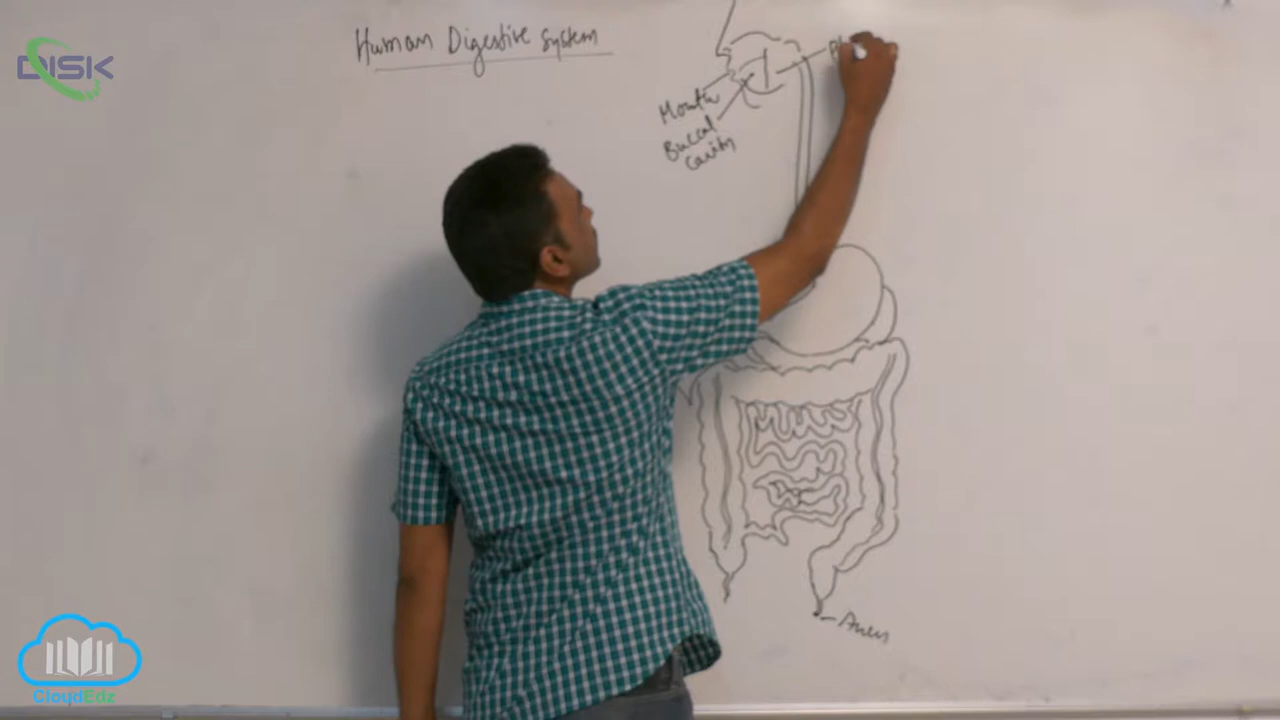 Human Digestive System
DISK
Mouth
Buccal
cavity
Anus
CloudEdz